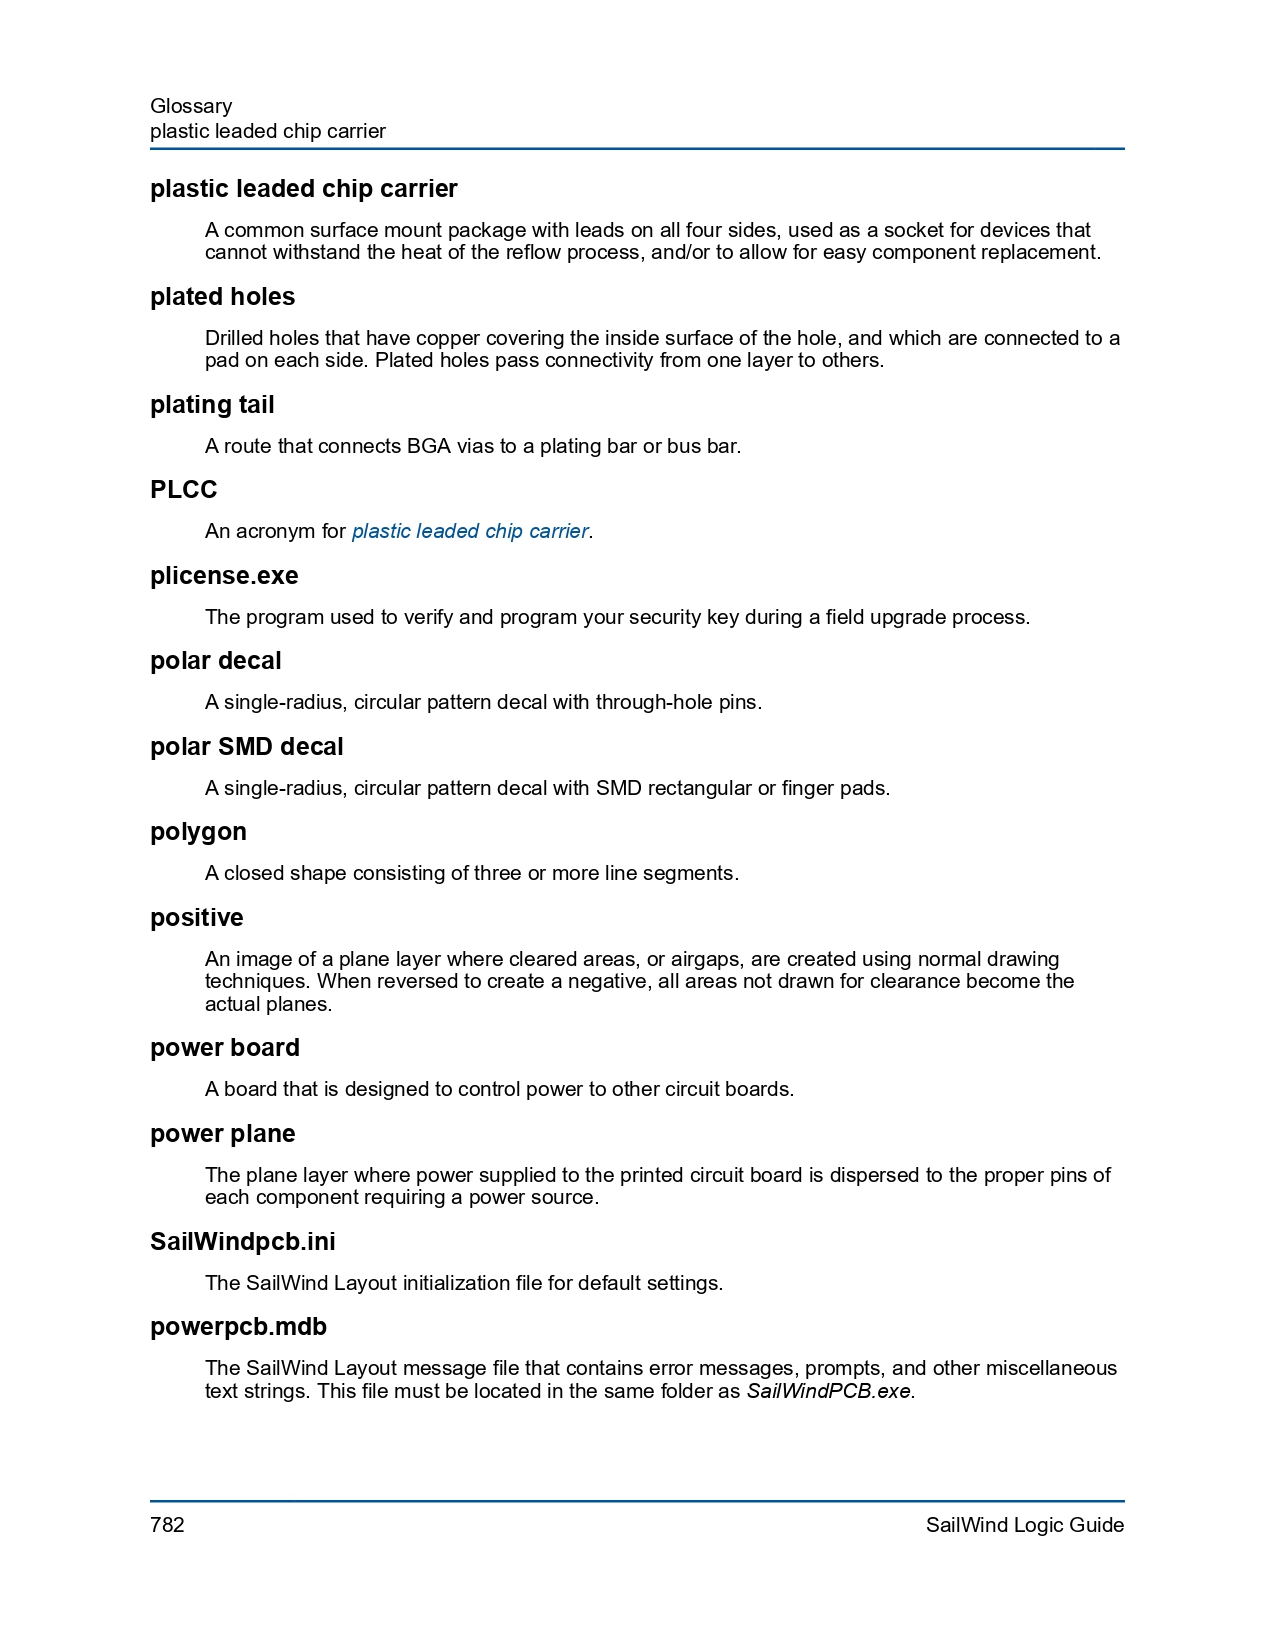 Glossary
plastic leaded chip carrier
plastic leaded chip carrier
A common surface mount package with leads on all four sides, used as a socket for devices that
cannot withstand the heat of the reflow process, and/or to allow for easy component replacement.
plated holes
Drilled holes that have copper covering the inside surface of the hole, and which are connected to a
pad on each side. Plated holes pass connectivity from one layer to others.
plating tail
A route that connects BGA vias to a plating bar or bus bar.
PLCC
An acronym for plastic leaded chip carrier.
plicense.exe
The program used to verify and program your security key during a field upgrade process.
polar decal
A single-radius, circular pattern decal with through-hole pins.
polar SMD decal
A single-radius, circular pattern decal with SMD rectangular or finger pads.
polygon
A closed shape consisting of three or more line segments.
positive
An image of a plane layer where cleared areas, or airgaps, are created using normal drawing
techniques. When reversed to create a negative, all areas not drawn for clearance become the
actual planes.
power board
A board that is designed to control power to other circuit boards.
power plane
The plane layer where power supplied to the printed circuit board is dispersed to the proper pins of
each component requiring a power source.
SailWindpcb.ini
The SailWind Layout initialization file for default settings.
powerpcb.mdb
The SailWind Layout message file that contains error messages, prompts, and other miscellaneous
text strings. This file must be located in the same folder as SailWindPCB.exe.
782
SailWind Logic Guide